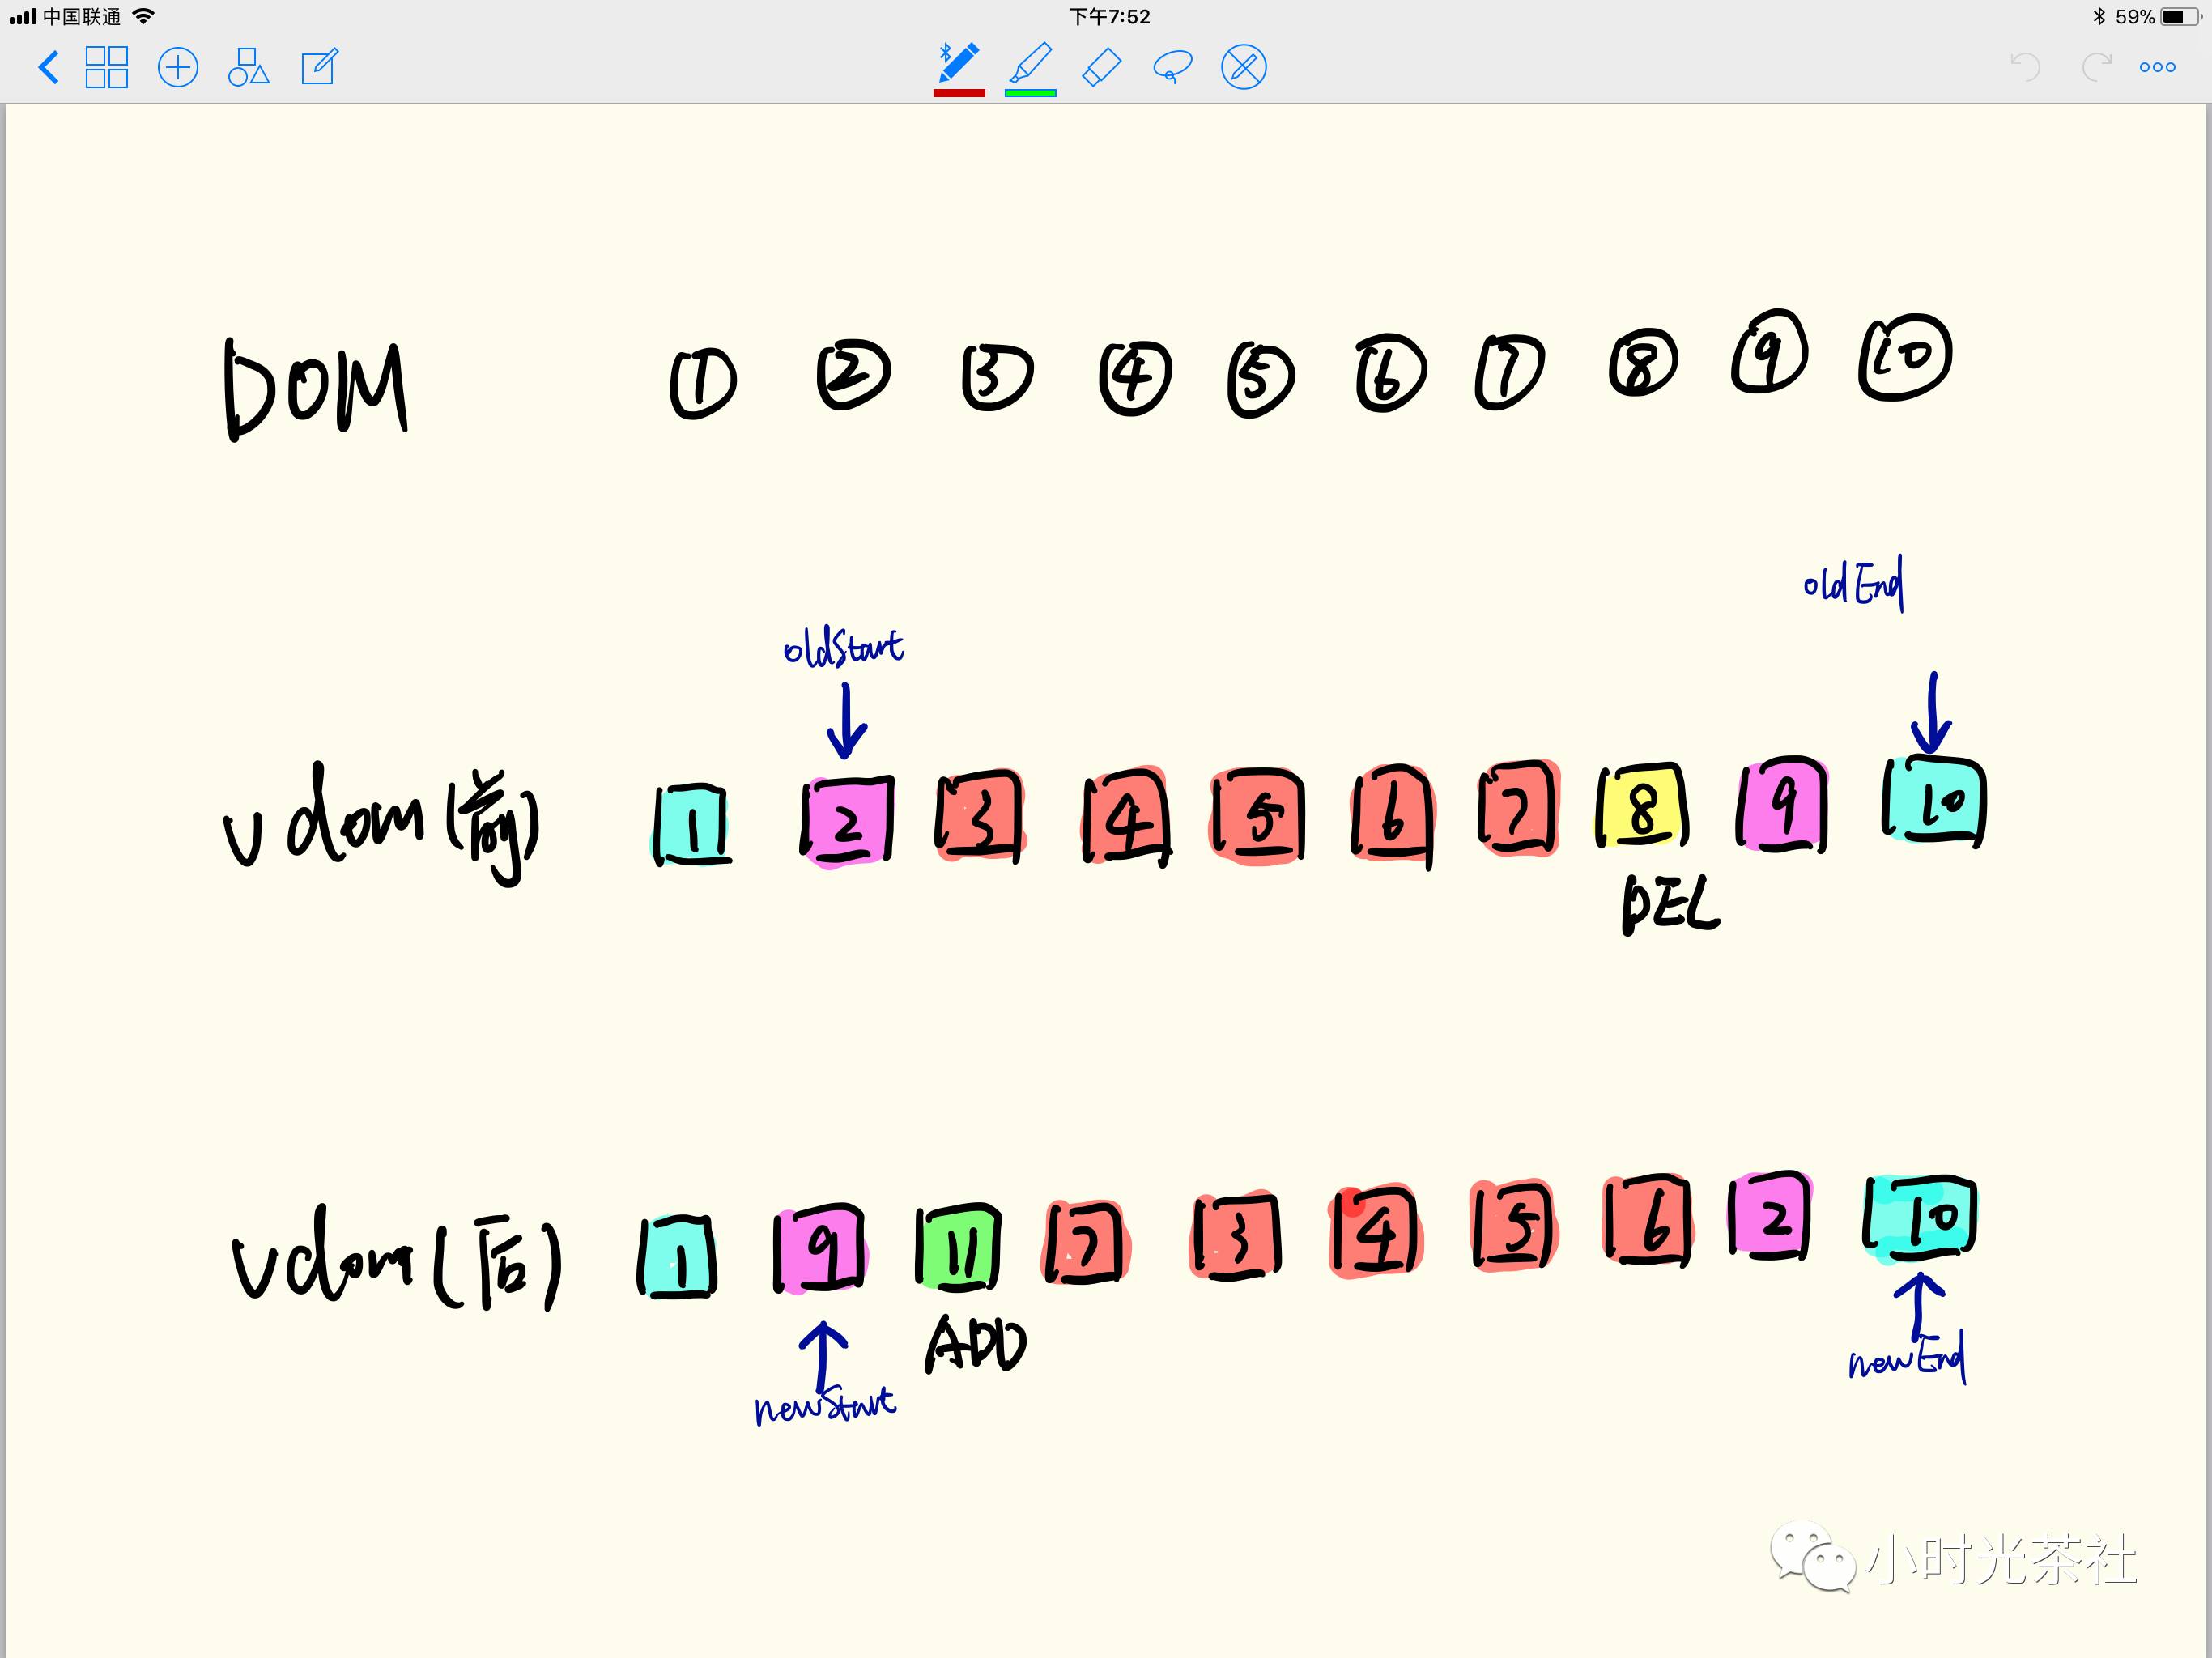 中国联通 下午7:52 59%
DOM 1 2 3 4 5 6 7 8 9 10
oldEnd
oldStart
vdom(前) 1 2 3 4 5 6 7 8 9 10
DEL
vdom(后) 1 9 11 7 3 4 5 6 2 10
ADD
newEnd
newStart
小时光茶社